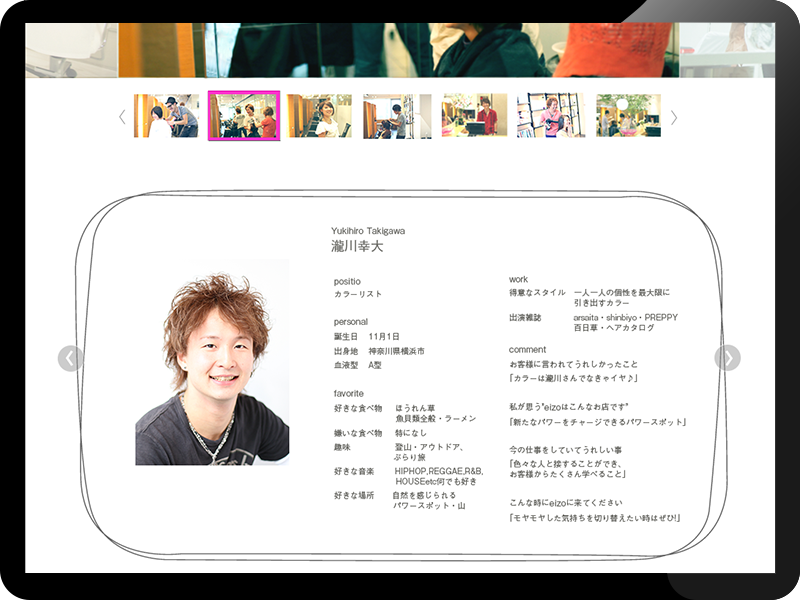 Yukihiro Takigawa
瀧川幸大
positio
カラーリスト
personal
誕生日 11月1日
出身地 神奈川県横浜市
血液型 A型
favorite
好きな食べ物 ほうれん草
魚貝類全般・ラーメン
嫌いな食べ物 特になし
趣味 登山・アウトドア、
ぶらり旅
好きな音楽 HIPHOP,REGGAE,R&B,
HOUSEetc何でも好き
好きな場所 自然を感じられる
パワースポット・山
work
得意なスタイル 一人一人の個性を最大限に
引き出すカラー
出演雑誌 arsaita・shinbiyo・PREPPY
百日草・ヘアカタログ
comment
お客様に言われてうれしかったこと
「カラーは瀧川さんでなきゃイヤ♪」
私が思う"eizoはこんなお店です"
「新たなパワーをチャージできるパワースポット」
今の仕事をしていてうれしい事
「色々な人と接することができ、
お客様からたくさん学べること」
こんな時にeizoに来てください
「モヤモヤした気持ちを切り替えたい時はぜひ!」